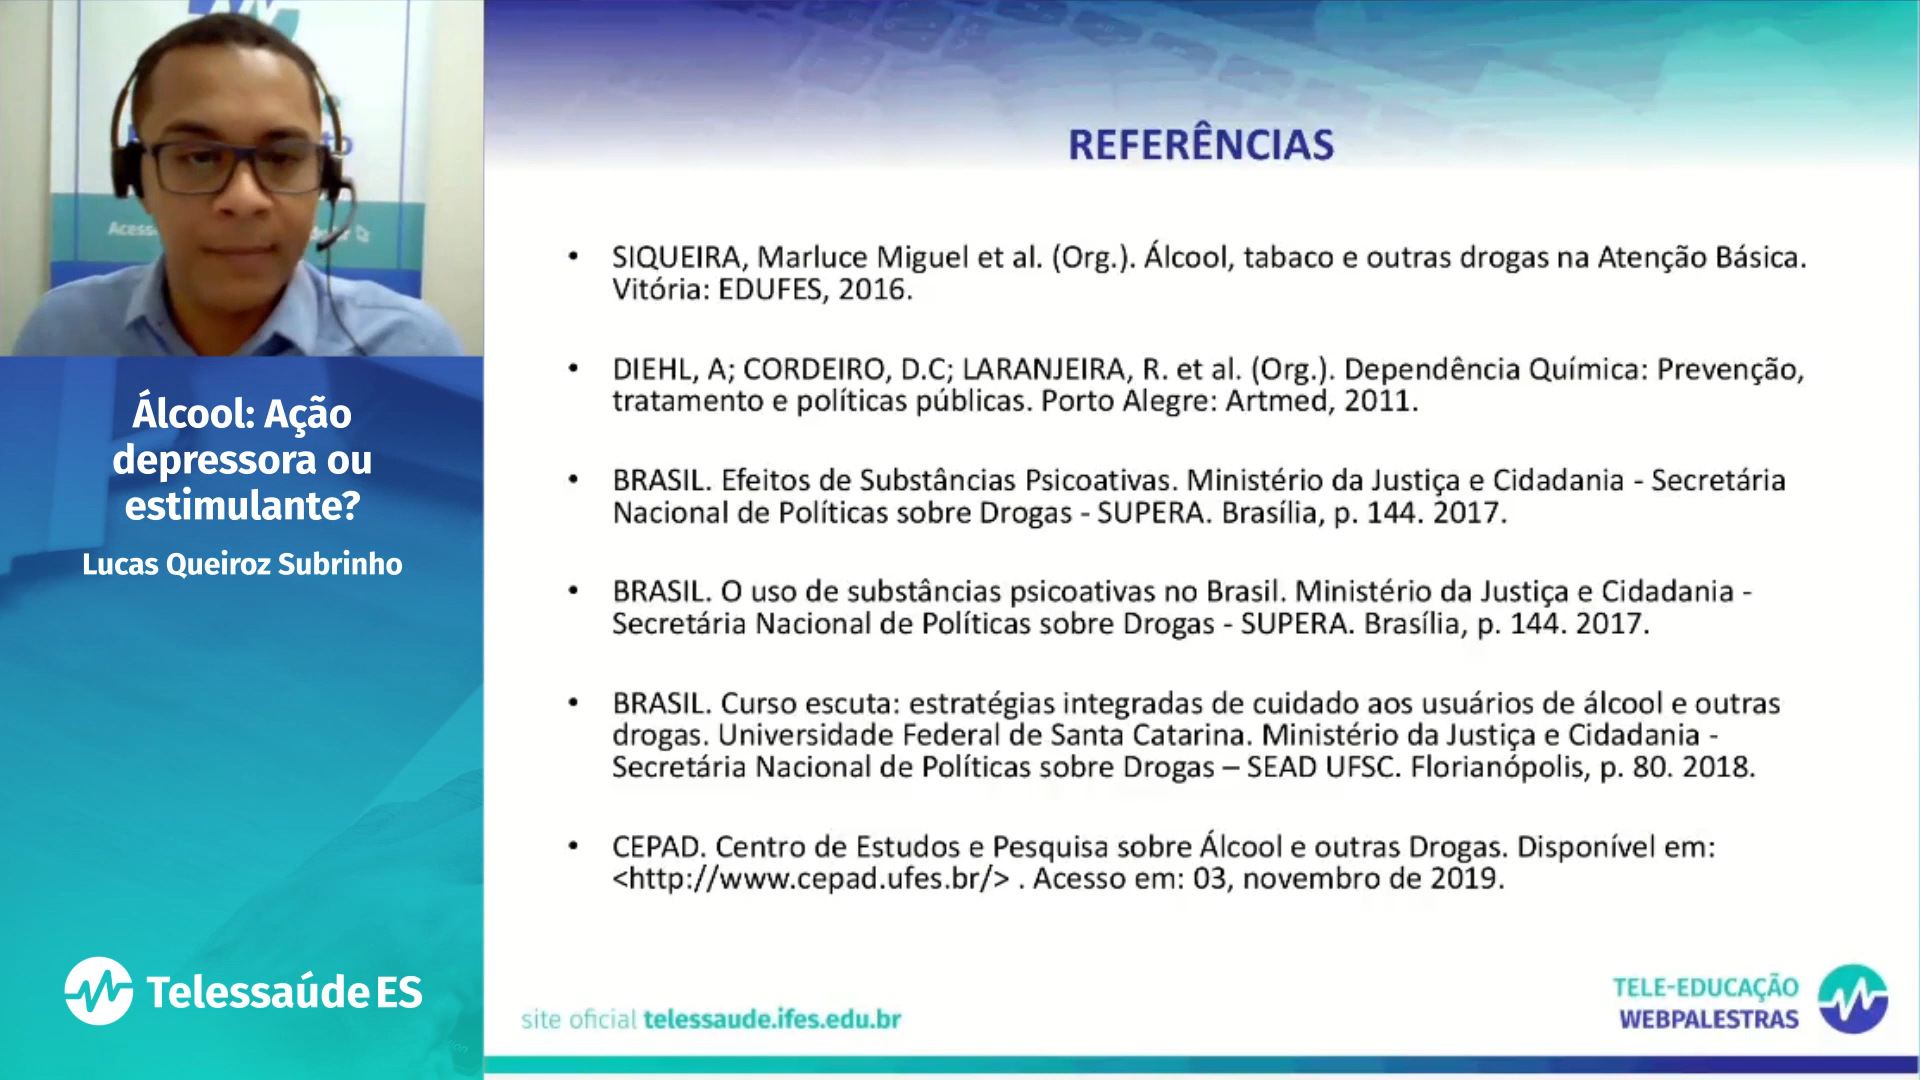 Acess
Álcool: Ação
depressora ou
estimulante?
Lucas Queiroz Subrinho
TelessaúdeES
REFERÊNCIAS
• SIQUEIRA, Marluce Miguel et al. (Org.). Álcool, tabaco e outras drogas na Atenção Básica.
Vitória: EDUFES, 2016.
• DIEHL, A; CORDEIRO, D.C; LARANJEIRA, R. et al. (Org.). Dependência Química: Prevenção,
tratamento e políticas públicas. Porto Alegre: Artmed, 2011.
• BRASIL. Efeitos de Substâncias Psicoativas. Ministério da Justiça e Cidadania - Secretária
Nacional de Políticas sobre Drogas - SUPERA. Brasília, p. 144. 2017.
• BRASIL. O uso de substâncias psicoativas no Brasil. Ministério da Justiça e Cidadania -
Secretária Nacional de Políticas sobre Drogas - SUPERA. Brasília, p. 144. 2017.
• BRASIL. Curso escuta: estratégias integradas de cuidado aos usuários de álcool e outras
drogas. Universidade Federal de Santa Catarina. Ministério da Justiça e Cidadania -
Secretária Nacional de Políticas sobre Drogas – SEAD UFSC. Florianópolis, p. 80. 2018.
• CEPAD. Centro de Estudos e Pesquisa sobre Álcool e outras Drogas. Disponível em:
<http://www.cepad.ufes.br/> . Acesso em: 03, novembro de 2019.
site oficial telessaude.ifes.edu.br
TELE-EDUCAÇÃO
WEBPALESTRAS